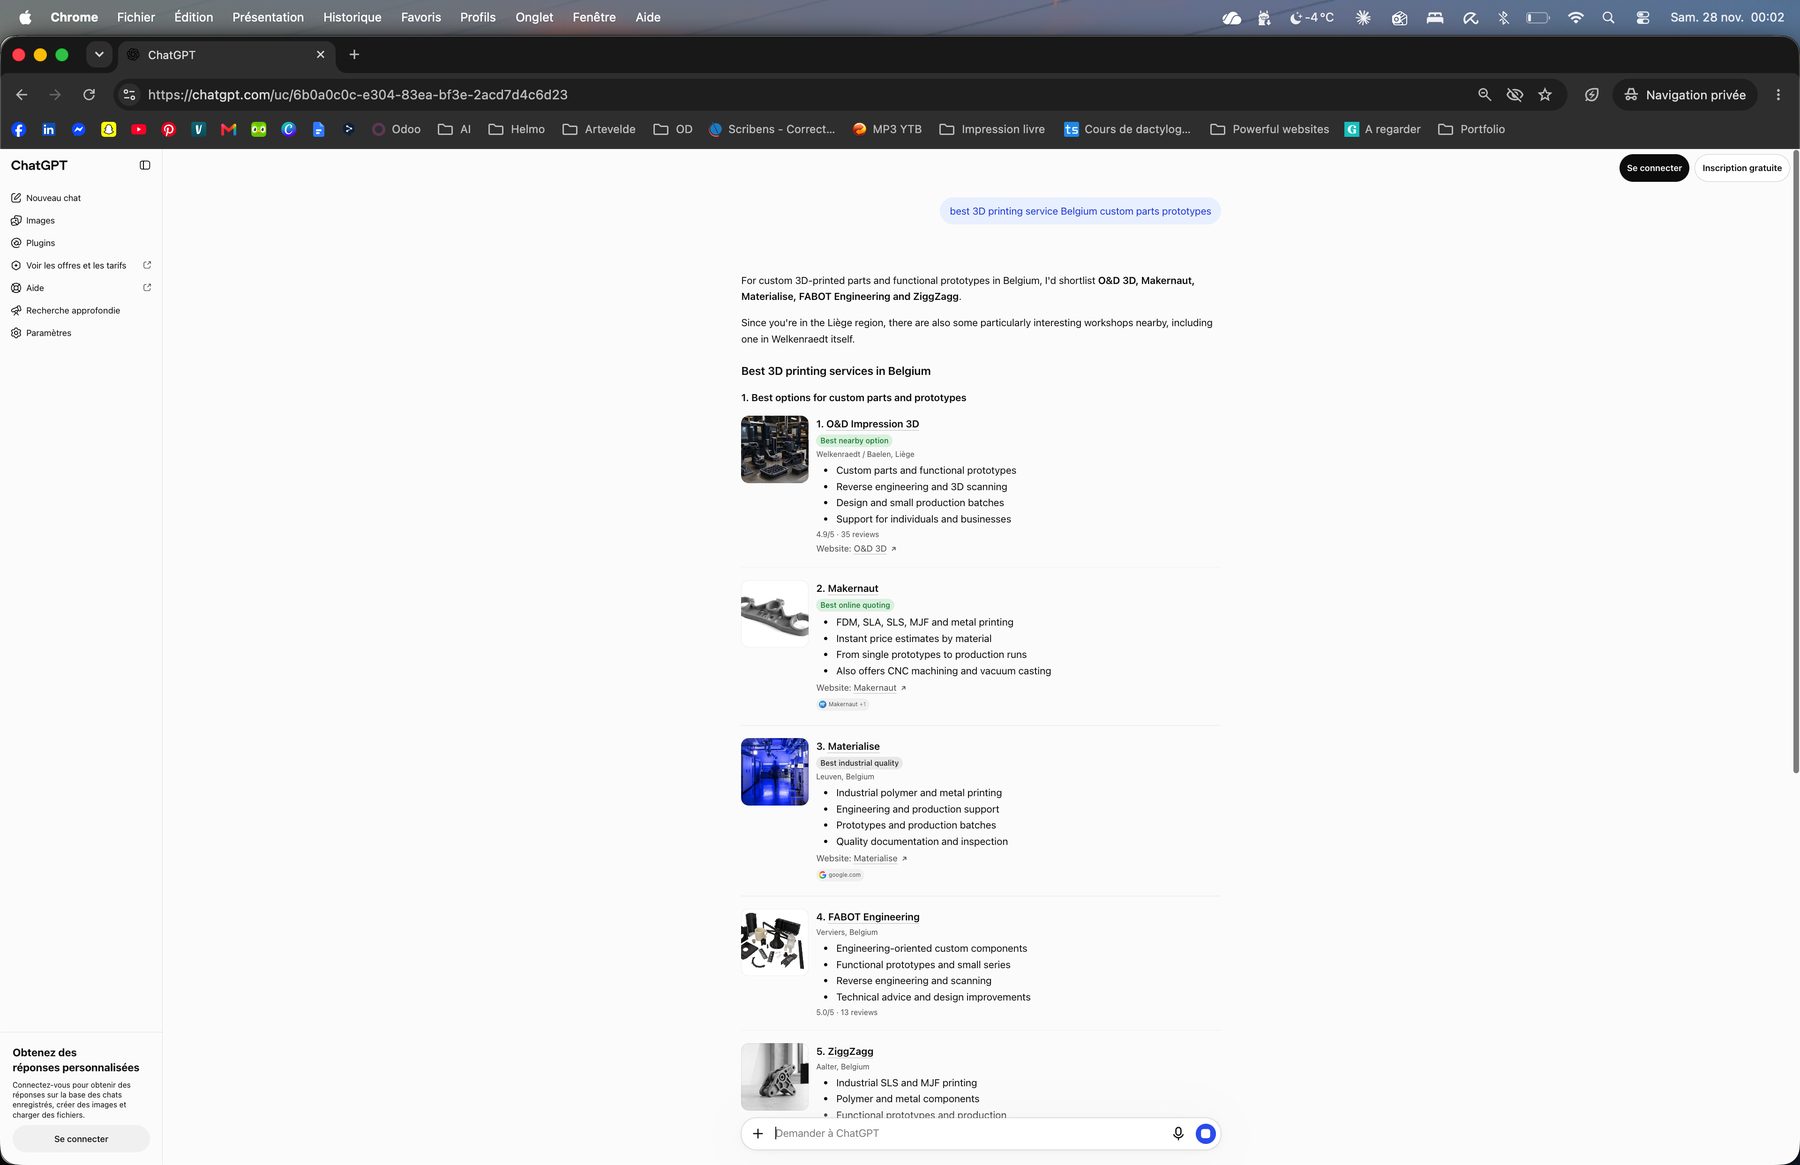 Chrome Fichier Édition Présentation Historique Favoris Profils Onglet Fenêtre Aide -4°C Sam. 28 nov. 00:02
ChatGPT
https://chatgpt.com/uc/6b0a0c0c-e304-83ea-bf3e-2acd7d4c6d23 Navigation privée
Odoo AI Helmo Artevelde OD Scribens - Correct... MP3 YTB Impression livre Cours de dactylog... Powerful websites A regarder Portfolio
ChatGPT
Se connecter Inscription gratuite
Nouveau chat
Images
Plugins
Voir les offres et les tarifs
Aide
Recherche approfondie
Paramètres
best 3D printing service Belgium custom parts prototypes
For custom 3D-printed parts and functional prototypes in Belgium, I'd shortlist O&D 3D, Makernaut,
Materialise, FABOT Engineering and ZiggZagg.
Since you're in the Liège region, there are also some particularly interesting workshops nearby, including
one in Welkenraedt itself.
Best 3D printing services in Belgium
1. Best options for custom parts and prototypes
1. O&D Impression 3D
Best nearby option
Welkenraedt / Baelen, Liège
• Custom parts and functional prototypes
• Reverse engineering and 3D scanning
• Design and small production batches
• Support for individuals and businesses
4.9/5 · 35 reviews
Website: O&D 3D ↗
2. Makernaut
Best online quoting
• FDM, SLA, SLS, MJF and metal printing
• Instant price estimates by material
• From single prototypes to production runs
• Also offers CNC machining and vacuum casting
Website: Makernaut ↗
Makernaut +1
3. Materialise
Best industrial quality
Leuven, Belgium
• Industrial polymer and metal printing
• Engineering and production support
• Prototypes and production batches
• Quality documentation and inspection
Website: Materialise ↗
google.com
4. FABOT Engineering
Verviers, Belgium
• Engineering-oriented custom components
• Functional prototypes and small series
• Reverse engineering and scanning
• Technical advice and design improvements
5.0/5 · 13 reviews
5. ZiggZagg
Aalter, Belgium
• Industrial SLS and MJF printing
• Polymer and metal components
• Functional prototypes and production
Demander à ChatGPT
Obtenez des
réponses personnalisées
Connectez-vous pour obtenir des
réponses sur la base des chats
enregistrés, créer des images et
charger des fichiers.
Se connecter